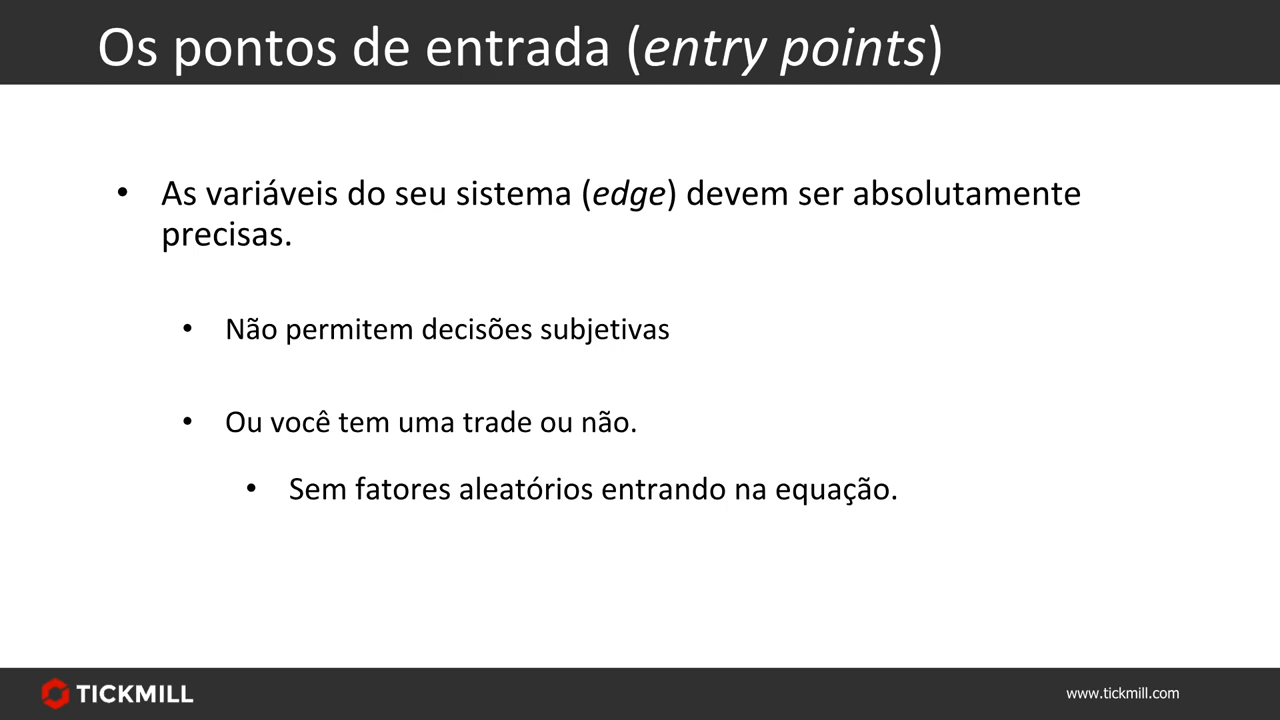 Os pontos de entrada (entry points)
• As variáveis do seu sistema (edge) devem ser absolutamente
precisas.
• Não permitem decisões subjetivas
• Ou você tem uma trade ou não.
• Sem fatores aleatórios entrando na equação.
TICKMILL
www.tickmill.com